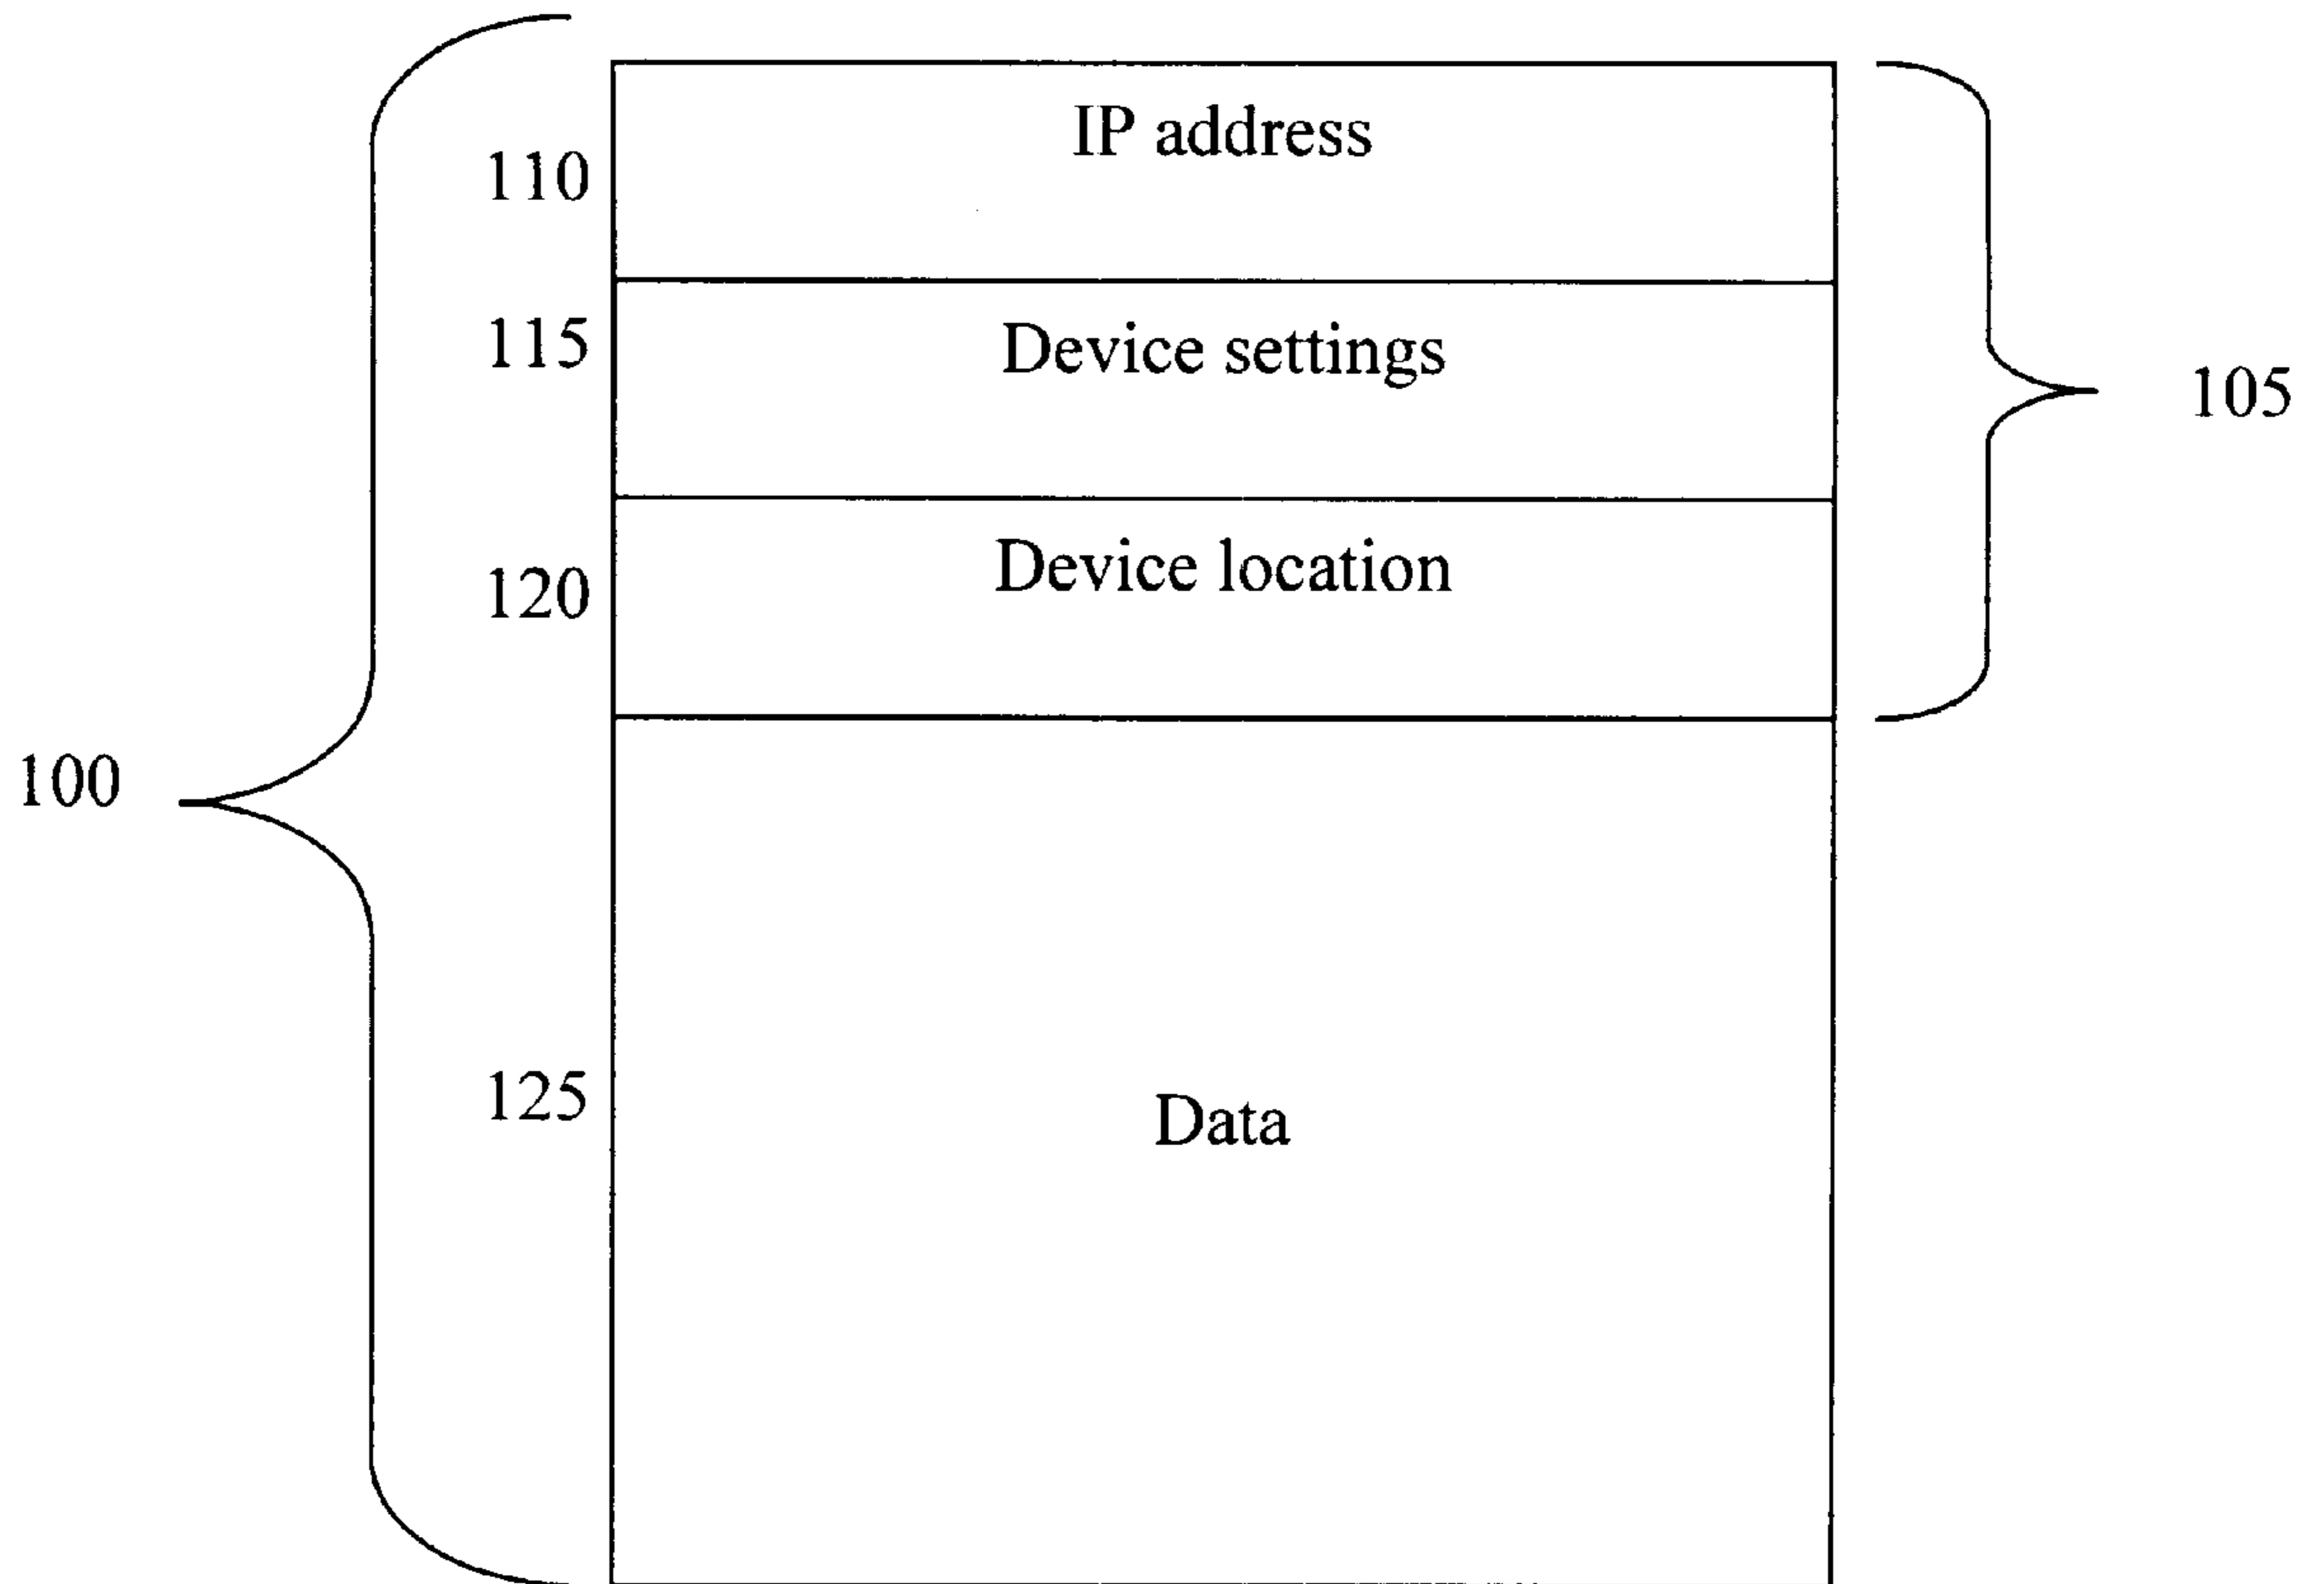 IP address
110
115
Device settings
105
Device location
120
100
125
Data